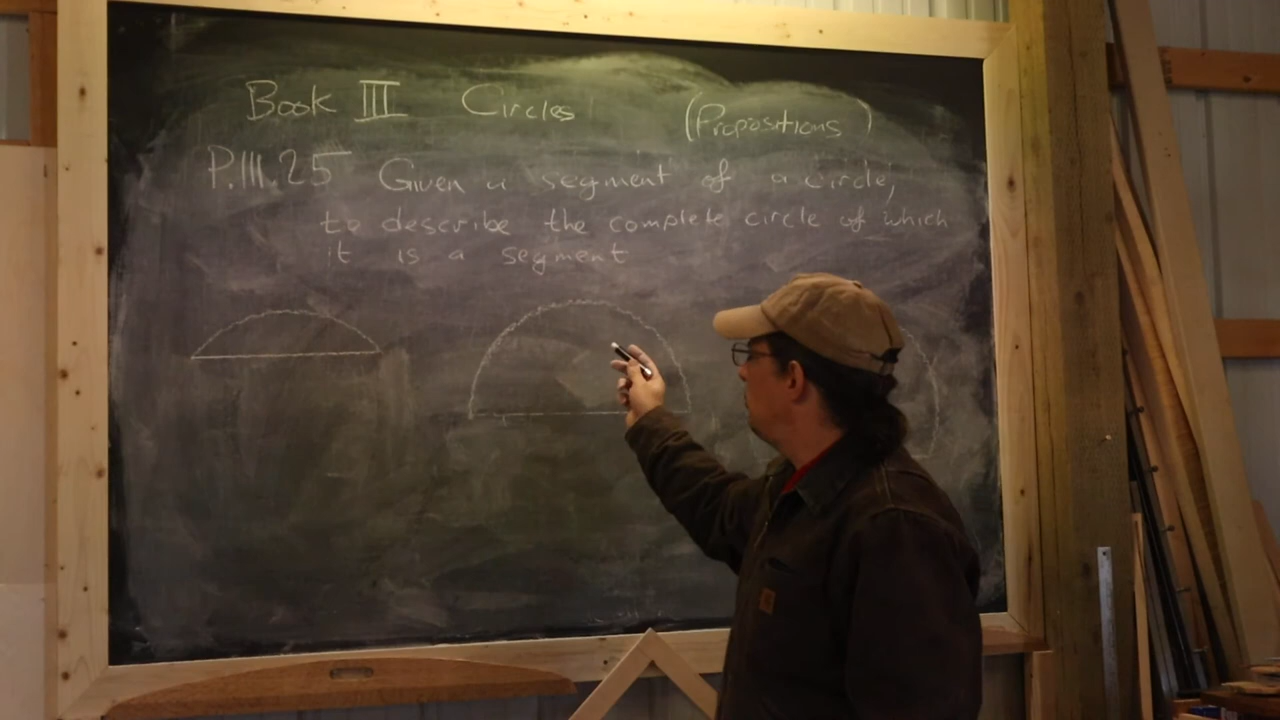 Book III Circles (Propositions)
P.III.25 Given a segment of a circle,
to describe the complete circle of which
it is a segment